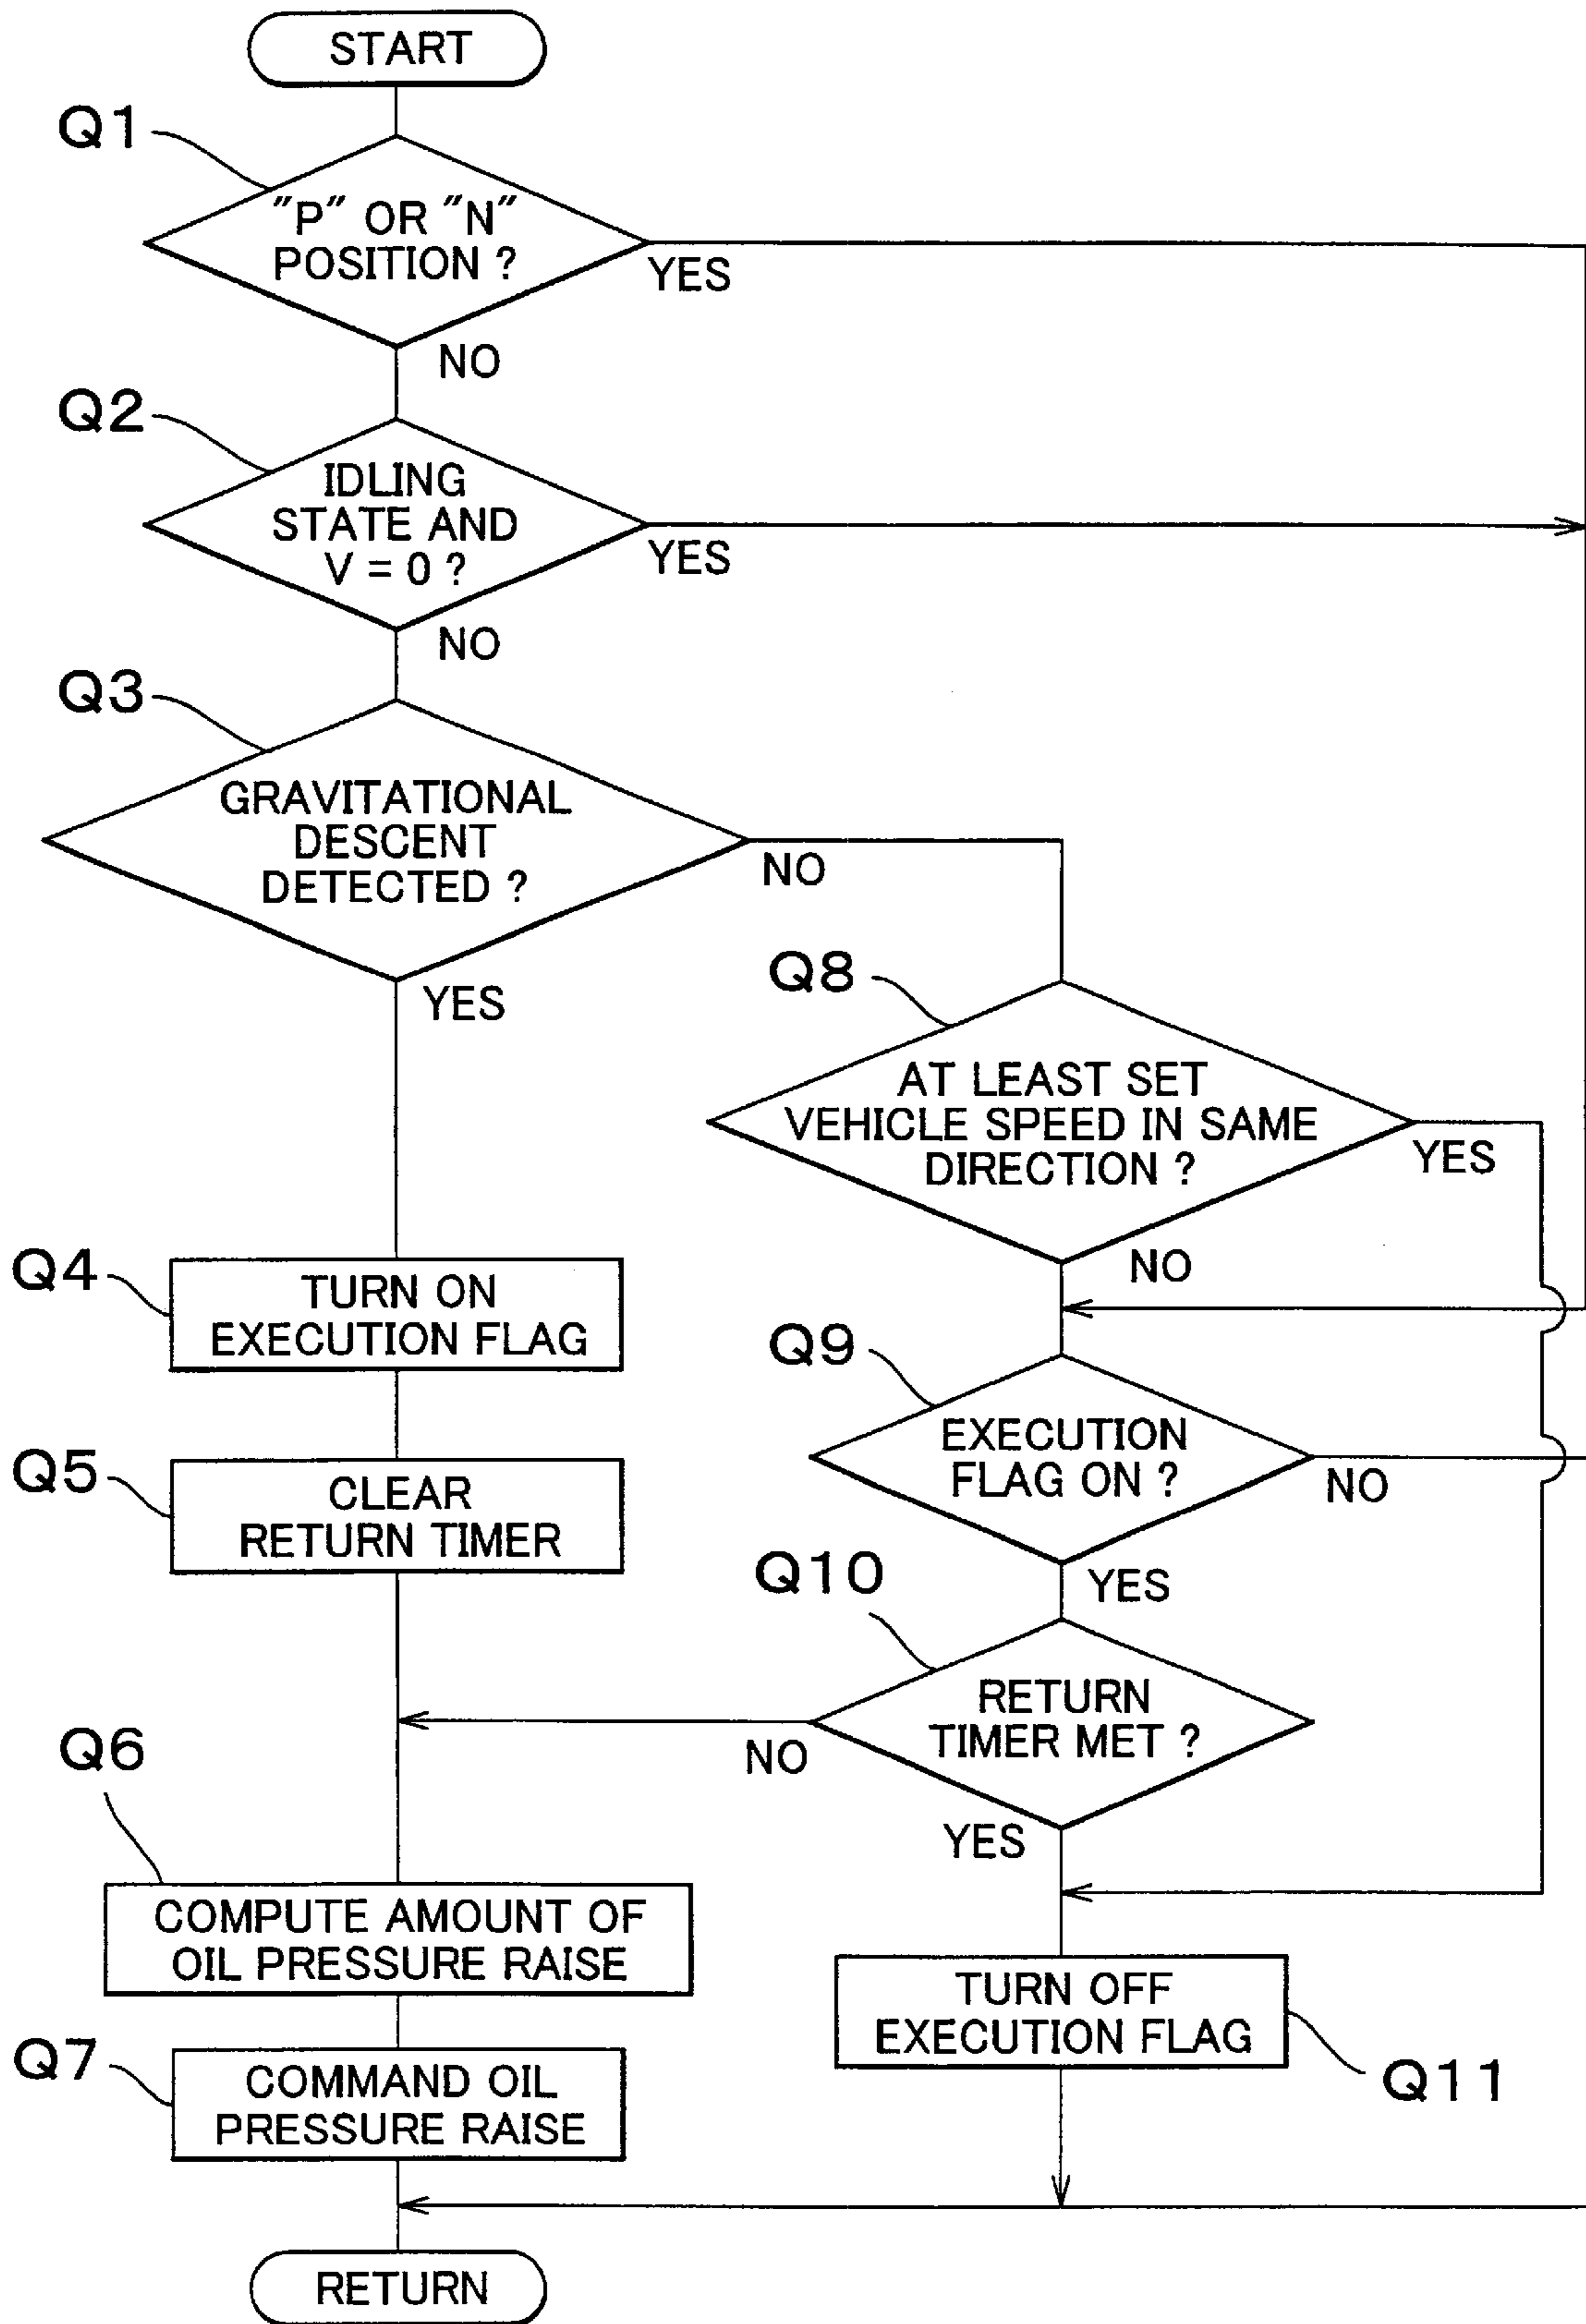 START
Q1
"P" OR "N"
POSITION ?
YES
NO
Q2
IDLING
STATE AND
V = 0 ?
YES
NO
Q3
GRAVITATIONAL
DESCENT
DETECTED ?
NO
YES
Q8
AT LEAST SET
VEHICLE SPEED IN SAME
DIRECTION ?
YES
NO
Q4
TURN ON
EXECUTION FLAG
Q9
EXECUTION
FLAG ON ?
NO
YES
Q5
CLEAR
RETURN TIMER
Q10
RETURN
TIMER MET ?
NO
YES
Q6
COMPUTE AMOUNT OF
OIL PRESSURE RAISE
TURN OFF
EXECUTION FLAG
Q11
Q7
COMMAND OIL
PRESSURE RAISE
RETURN